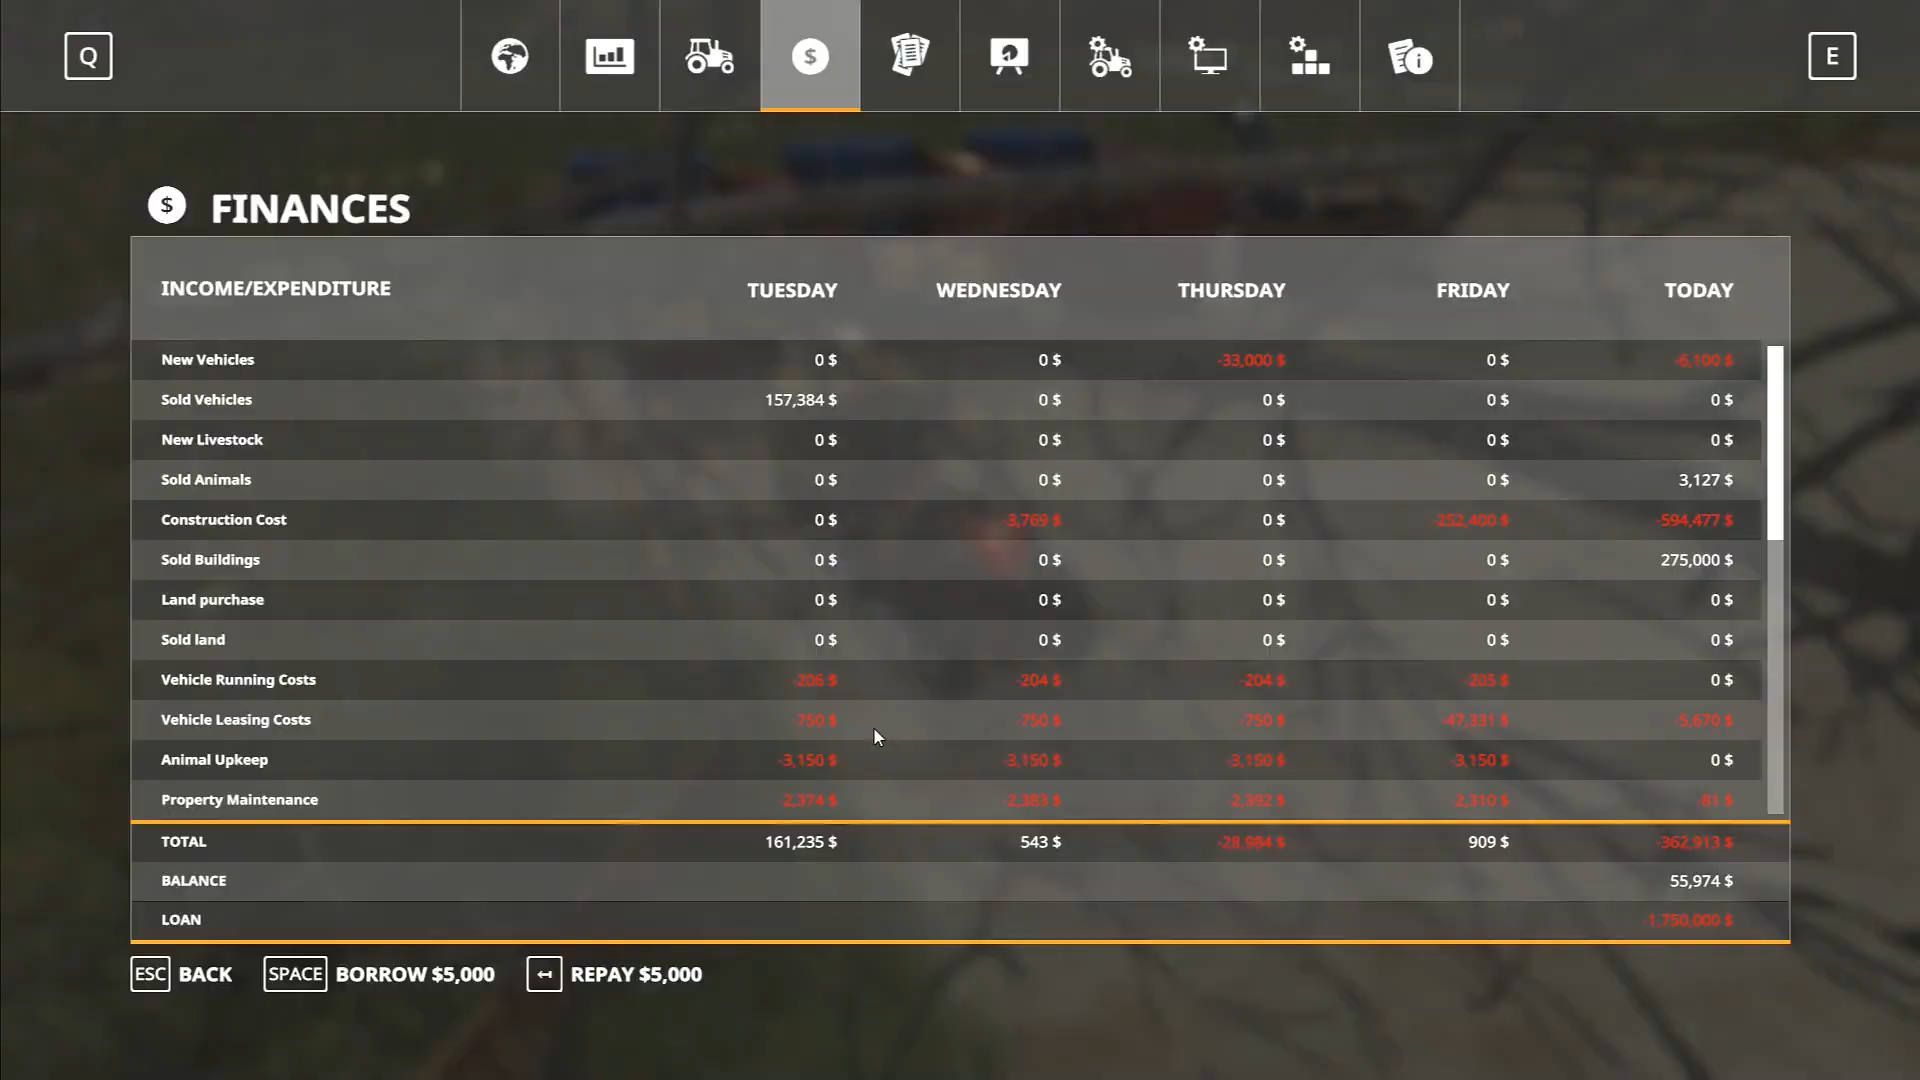 Q
$
E
$ FINANCES
INCOME/EXPENDITURE TUESDAY WEDNESDAY THURSDAY FRIDAY TODAY
New Vehicles 0 $ 0 $ -33,000 $ 0 $ -6,100 $
Sold Vehicles 157,384 $ 0 $ 0 $ 0 $ 0 $
New Livestock 0 $ 0 $ 0 $ 0 $ 0 $
Sold Animals 0 $ 0 $ 0 $ 0 $ 3,127 $
Construction Cost 0 $ -3,769 $ 0 $ -252,400 $ -594,477 $
Sold Buildings 0 $ 0 $ 0 $ 0 $ 275,000 $
Land purchase 0 $ 0 $ 0 $ 0 $ 0 $
Sold land 0 $ 0 $ 0 $ 0 $ 0 $
Vehicle Running Costs -206 $ -204 $ -204 $ -205 $ 0 $
Vehicle Leasing Costs -750 $ -750 $ -750 $ -47,331 $ -5,670 $
Animal Upkeep -3,150 $ -3,150 $ -3,150 $ -3,150 $ 0 $
Property Maintenance -2,374 $ -2,383 $ -2,392 $ -2,310 $ -81 $
TOTAL 161,235 $ 543 $ -28,984 $ 909 $ -362,913 $
BALANCE 55,974 $
LOAN -1,750,000 $
ESC BACK SPACE BORROW $5,000 REPAY $5,000